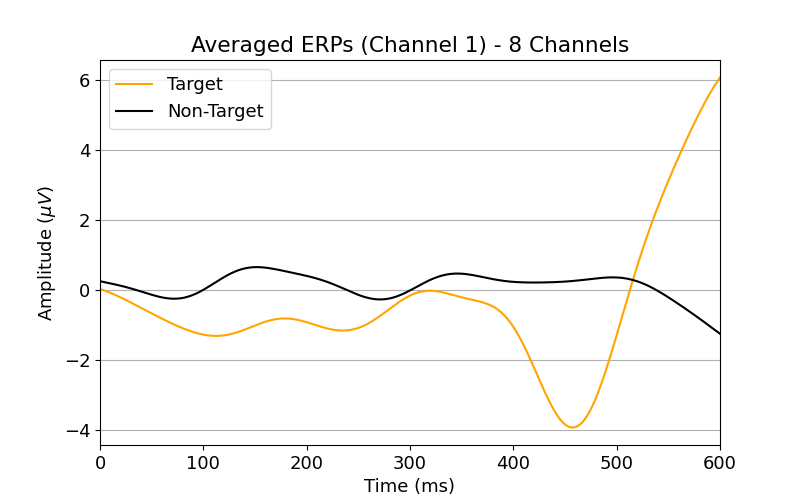 Averaged ERPs (Channel 1) - 8 Channels
Target
Non-Target
Amplitude (μV)
6
4
2
0
−2
−4
0 100 200 300 400 500 600
Time (ms)